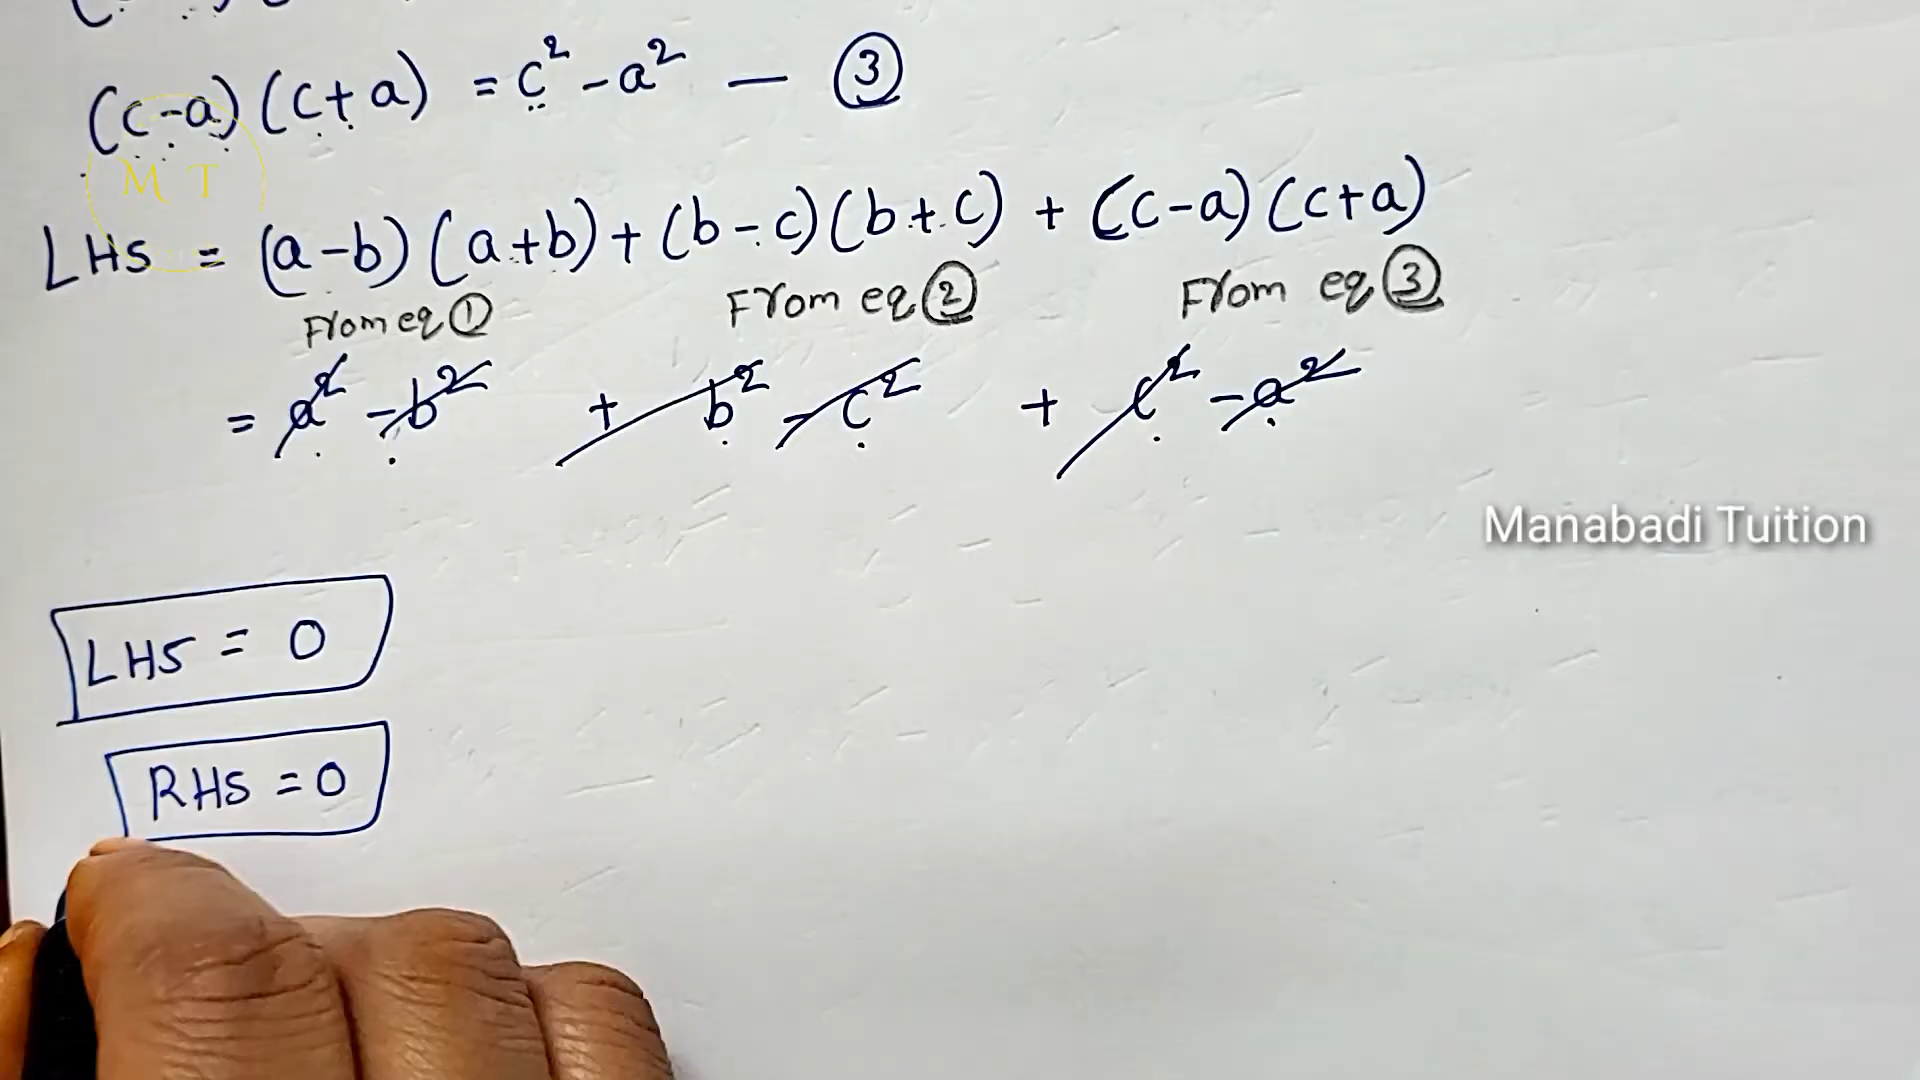 (c-a)(c+a) = c² - a² — ③
M T
LHS = (a-b)(a+b)+(b-c)(b+c) + (c-a)(c+a)
From eq ① From eq ② From eq ③
= a² - b² + b² - c² + c² - a²
Manabadi Tuition
LHS = 0
RHS = 0